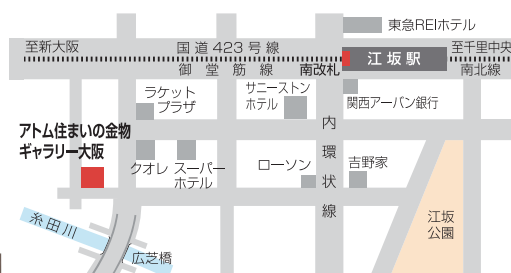 東急REIホテル
至新大阪
国道423号線
江坂駅
至千里中央
御堂筋線
南改札
南北線
ラケット
プラザ
サニーストン
ホテル
関西アーバン銀行
アトム住まいの金物
ギャラリー大阪
内環状線
クオレ
スーパー
ホテル
ローソン
吉野家
糸田川
江坂
公園
広芝橋